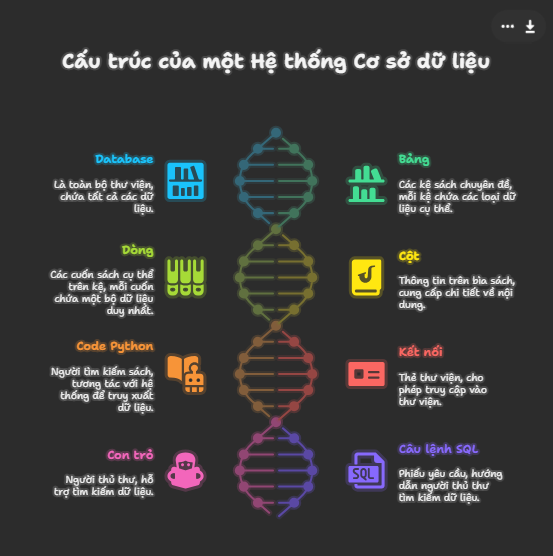 Cấu trúc của một Hệ thống Cơ sở dữ liệu
Database
Là toàn bộ thư viện,
chứa tất cả các dữ
liệu.
Bảng
Các kệ sách chuyên đề,
mỗi kệ chứa các loại dữ
liệu cụ thể.
Dòng
Các cuốn sách cụ thể
trên kệ, mỗi cuốn
chứa một bộ dữ liệu
duy nhất.
Cột
Thông tin trên bìa sách,
cung cấp chi tiết về nội
dung.
Code Python
Người tìm kiếm sách,
tương tác với hệ
thống để truy xuất
dữ liệu.
Kết nối
Thẻ thư viện, cho
phép truy cập vào
thư viện.
Con trỏ
Người thủ thư, hỗ
trợ tìm kiếm dữ liệu.
Câu lệnh SQL
SQL
Phiếu yêu cầu, hướng
dẫn người thủ thư
tìm kiếm dữ liệu.